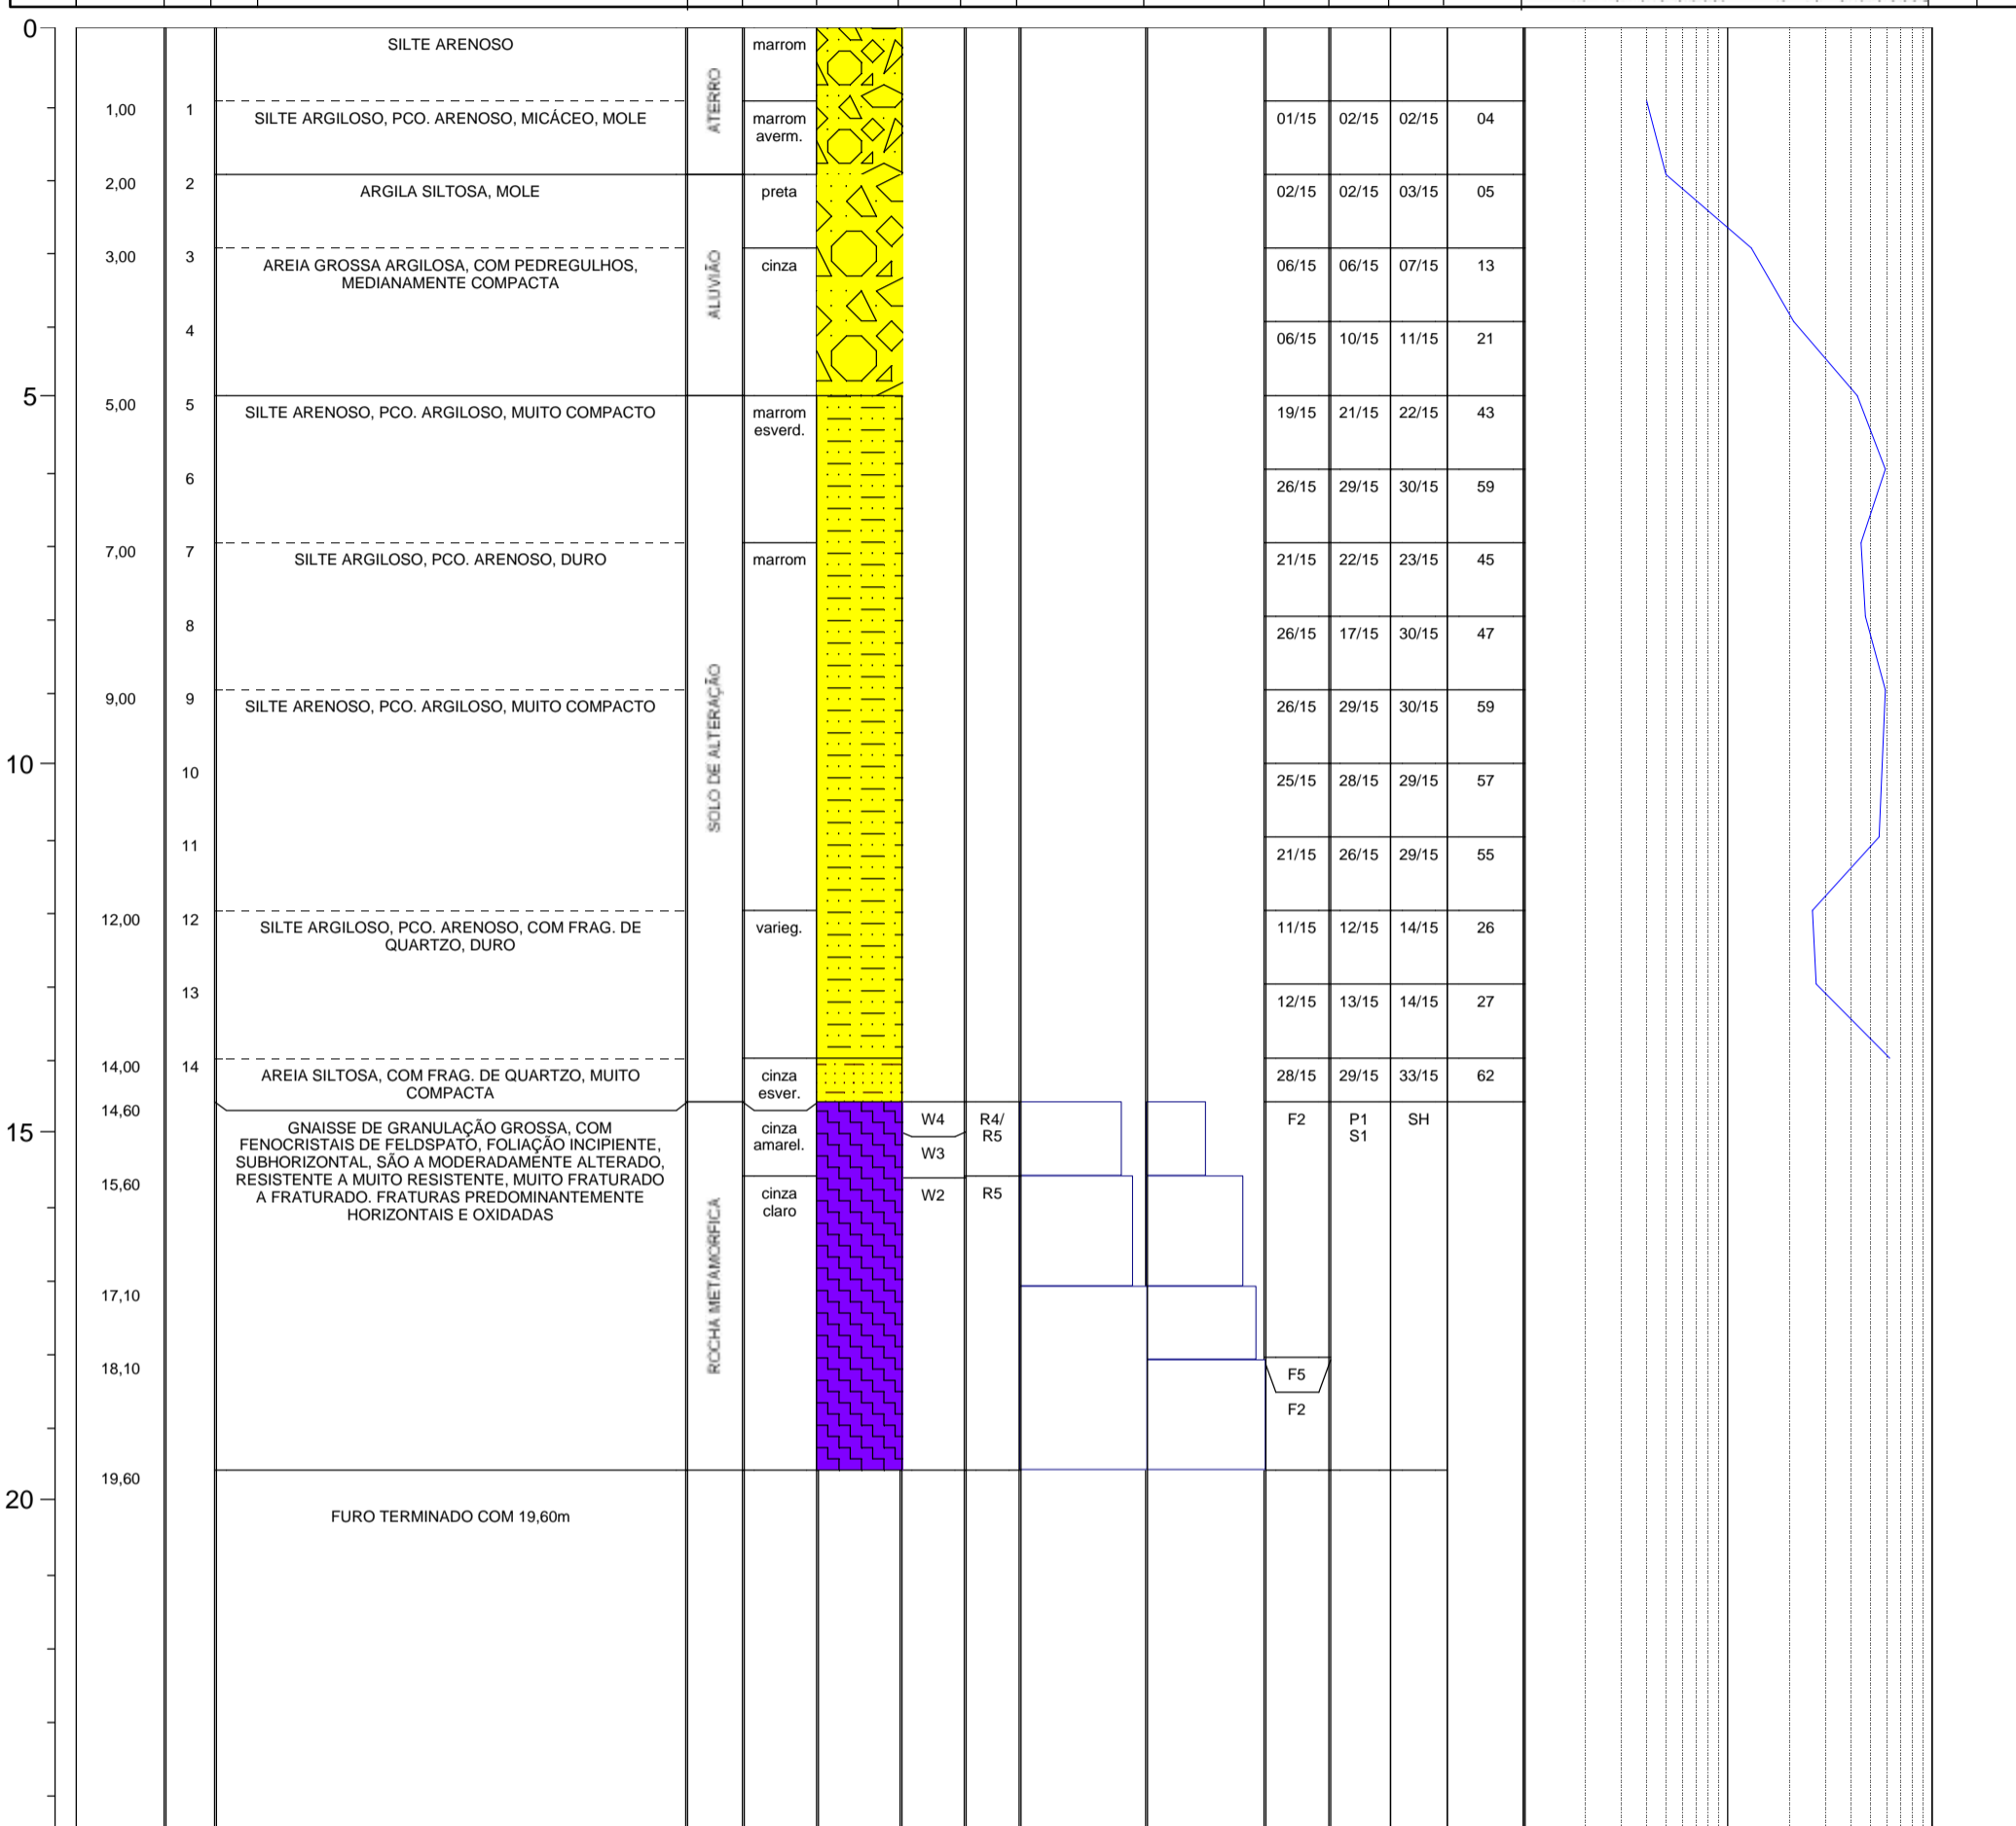 0
SILTE ARENOSO
marrom
ATERRO
1,00 1 SILTE ARGILOSO, PCO. ARENOSO, MICÁCEO, MOLE marrom 01/15 02/15 02/15 04
averm.
2,00 2 ARGILA SILTOSA, MOLE preta 02/15 02/15 03/15 05
ALUVIÃO
3,00 3 AREIA GROSSA ARGILOSA, COM PEDREGULHOS, cinza 06/15 06/15 07/15 13
MEDIANAMENTE COMPACTA
4 06/15 10/15 11/15 21
5
5,00 5 SILTE ARENOSO, PCO. ARGILOSO, MUITO COMPACTO marrom 19/15 21/15 22/15 43
esverd.
6 26/15 29/15 30/15 59
7,00 7 SILTE ARGILOSO, PCO. ARENOSO, DURO marrom 21/15 22/15 23/15 45
8 26/15 17/15 30/15 47
SOLO DE ALTERAÇÃO
9,00 9 SILTE ARENOSO, PCO. ARGILOSO, MUITO COMPACTO 26/15 29/15 30/15 59
10
10 25/15 28/15 29/15 57
11 21/15 26/15 29/15 55
12,00 12 SILTE ARGILOSO, PCO. ARENOSO, COM FRAG. DE varieg. 11/15 12/15 14/15 26
QUARTZO, DURO
13 12/15 13/15 14/15 27
14,00 14 AREIA SILTOSA, COM FRAG. DE QUARTZO, MUITO cinza 28/15 29/15 33/15 62
COMPACTA esver.
14,60 GNAISSE DE GRANULAÇÃO GROSSA, COM cinza W4 R4/ F2 P1 SH
15 FENOCRISTAIS DE FELDSPATO, FOLIAÇÃO INCIPIENTE, amarel. R5 S1
SUBHORIZONTAL, SÃO A MODERADAMENTE ALTERADO, W3
15,60 RESISTENTE A MUITO RESISTENTE, MUITO FRATURADO cinza W2 R5
A FRATURADO. FRATURAS PREDOMINANTEMENTE claro
HORIZONTAIS E OXIDADAS
ROCHA METAMORFICA
17,10
18,10 F5
F2
19,60
20
FURO TERMINADO COM 19,60m